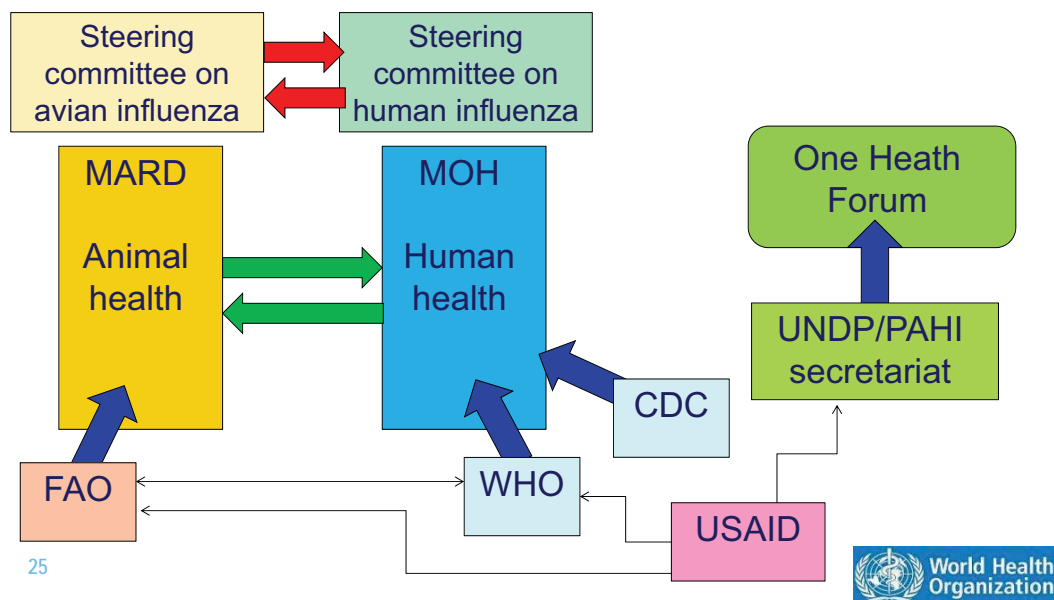 Steering
committee on
avian influenza
Steering
committee on
human influenza
MARD
Animal
health
MOH
Human
health
One Heath
Forum
UNDP/PAHI
secretariat
CDC
FAO
WHO
USAID
25
World Health
Organization